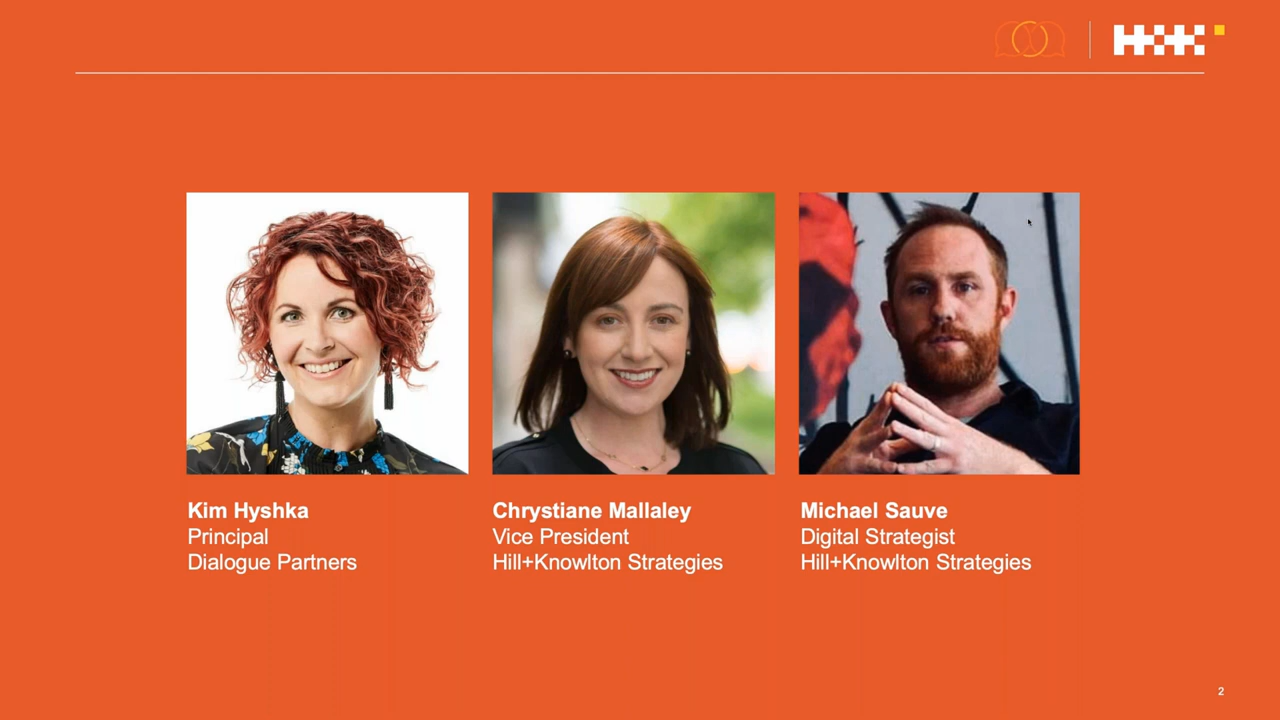 H+K
Kim Hyshka
Principal
Dialogue Partners
Chrystiane Mallaley
Vice President
Hill+Knowlton Strategies
Michael Sauve
Digital Strategist
Hill+Knowlton Strategies
2